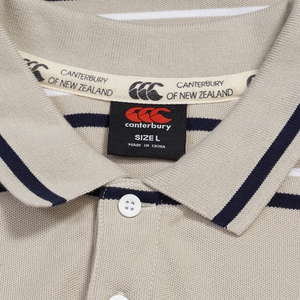 CANTERBURY
OF NEW ZEALAND
CANTERBURY
OF NEW ZEALAND
canterbury
SIZE L
MADE IN CHINA